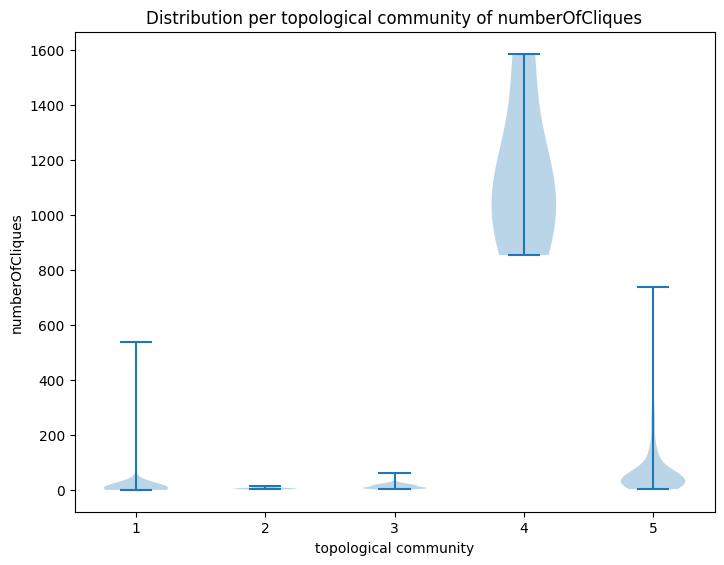 Distribution per topological community of numberOfCliques
numberOfCliques
1600
1400
1200
1000
800
600
400
200
0
1 2 3 4 5
topological community